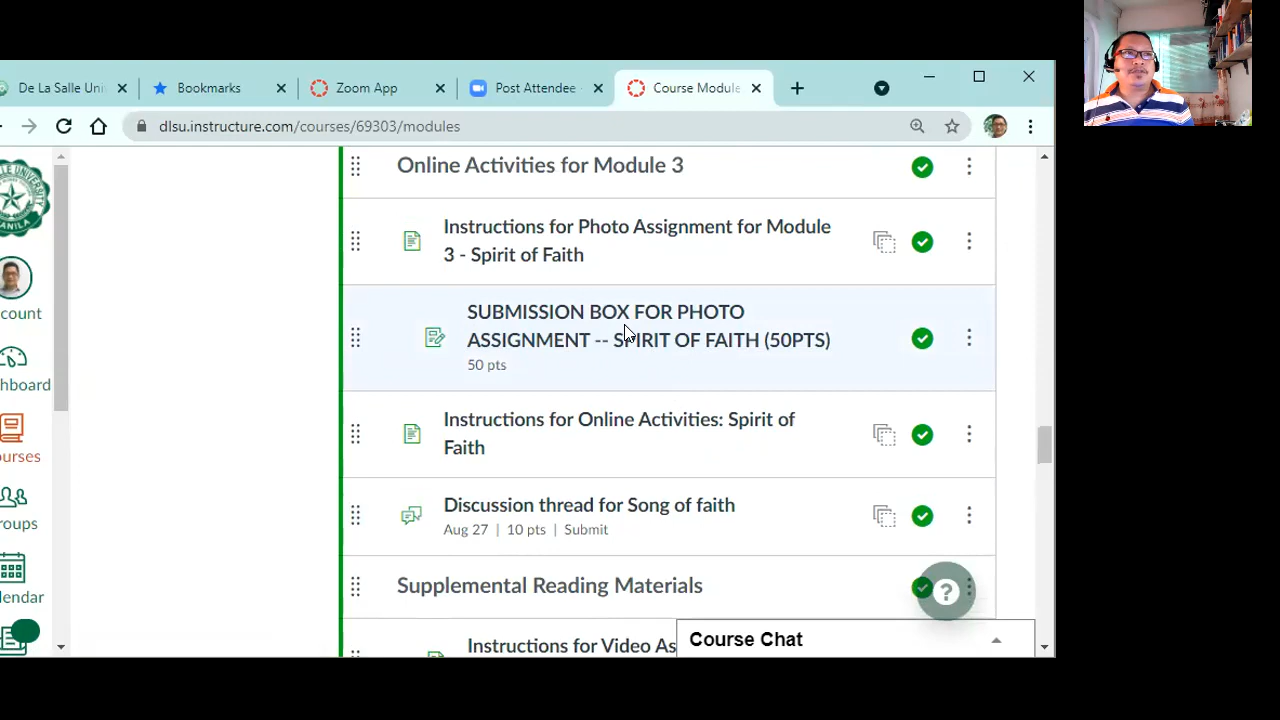 De La Salle Uni
Bookmarks
Zoom App
Post Attendee -
Course Module
dlsu.instructure.com/courses/69303/modules
Online Activities for Module 3
Instructions for Photo Assignment for Module
3 - Spirit of Faith
SUBMISSION BOX FOR PHOTO
ASSIGNMENT -- SPIRIT OF FAITH (50PTS)
50 pts
Instructions for Online Activities: Spirit of
Faith
Discussion thread for Song of faith
Aug 27 | 10 pts | Submit
Supplemental Reading Materials
Instructions for Video As
Course Chat
?
count
hboard
ourses
roups
lendar